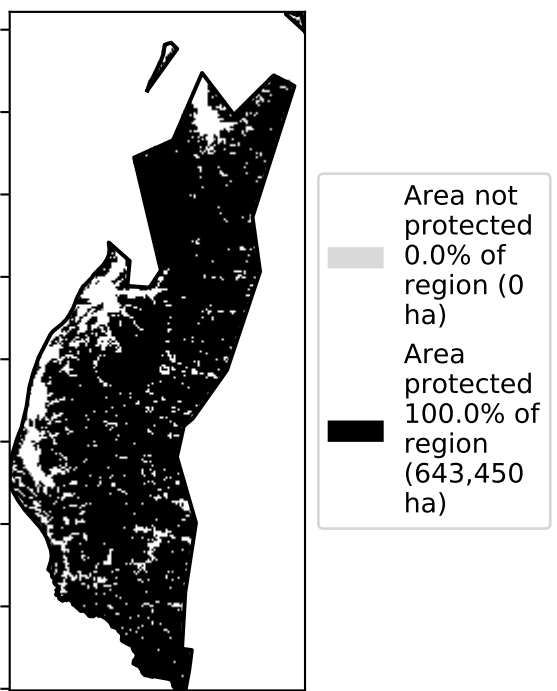 Area not
protected
0.0% of
region (0
ha)
Area
protected
100.0% of
region
(643,450
ha)